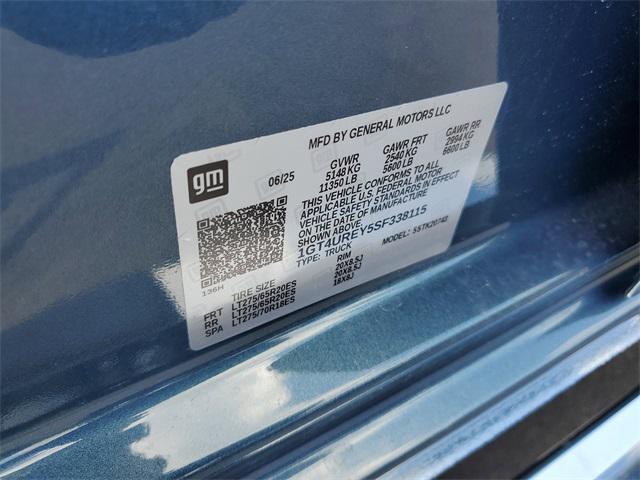 MFD BY GENERAL MOTORS LLC
gm
06/25
GVWR GAWR FRT GAWR RR
5148 KG 2540 KG 2994 KG
11350 LB 5600 LB 6600 LB
THIS VEHICLE CONFORMS TO ALL
APPLICABLE U.S. FEDERAL MOTOR
VEHICLE SAFETY STANDARDS IN
EFFECT ON THE DATE OF MANUFACTURE
SHOWN ABOVE.
1GT4UREY5SF338115
TYPE: TRUCK MODEL: 5STK20743
136H
TIRE SIZE RIM
FRT LT275/65R20ES 20X8.5J
RR LT275/65R20ES 20X8.5J
SPA LT275/70R18ES 18X8J